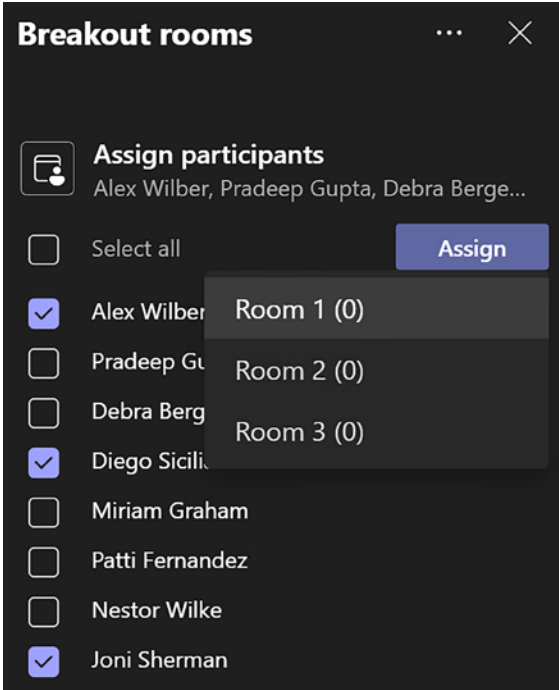 Breakout rooms
Assign participants
Alex Wilber, Pradeep Gupta, Debra Berge...
Select all
Assign
Alex Wilber
Room 1 (0)
Pradeep Gu
Room 2 (0)
Debra Berg
Room 3 (0)
Diego Sicili
Miriam Graham
Patti Fernandez
Nestor Wilke
Joni Sherman